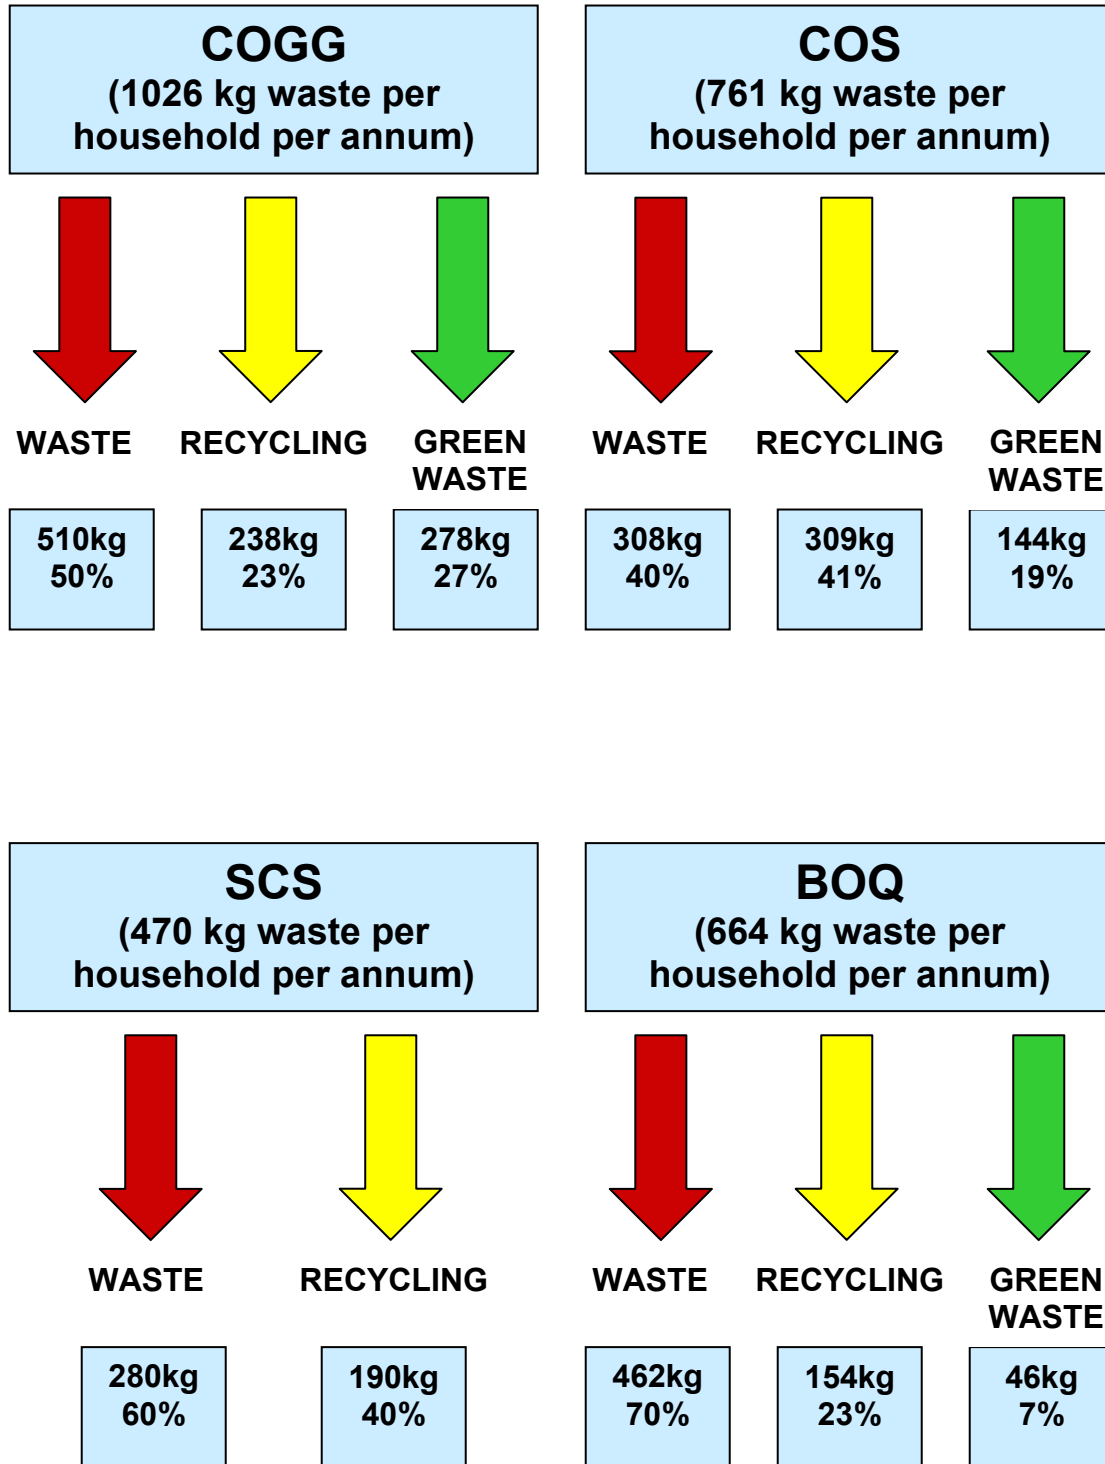 COGG
(1026 kg waste per
household per annum)
WASTE
RECYCLING
GREEN
WASTE
510kg
50%
238kg
23%
278kg
27%
COS
(761 kg waste per
household per annum)
WASTE
RECYCLING
GREEN
WASTE
308kg
40%
309kg
41%
144kg
19%
SCS
(470 kg waste per
household per annum)
WASTE
RECYCLING
280kg
60%
190kg
40%
BOQ
(664 kg waste per
household per annum)
WASTE
RECYCLING
GREEN
WASTE
462kg
70%
154kg
23%
46kg
7%